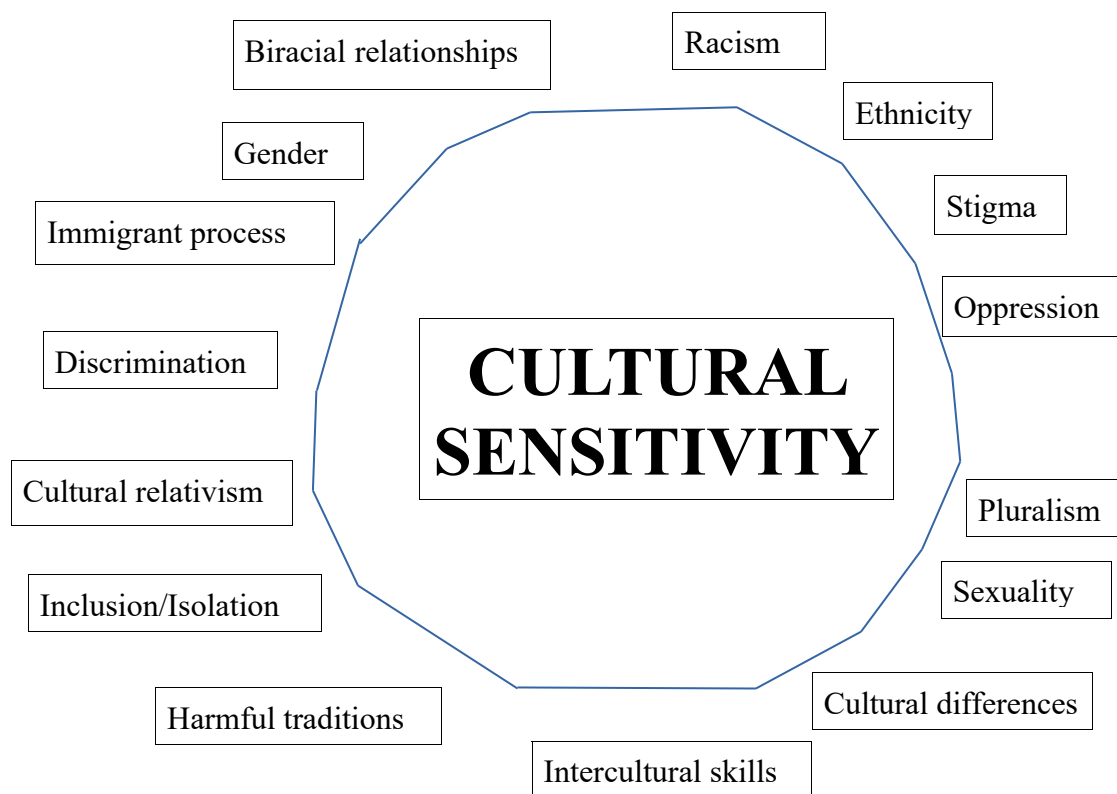 Biracial relationships
Racism
Ethnicity
Gender
Stigma
Immigrant process
Oppression
Discrimination
CULTURAL
SENSITIVITY
Cultural relativism
Pluralism
Sexuality
Inclusion/Isolation
Cultural differences
Harmful traditions
Intercultural skills